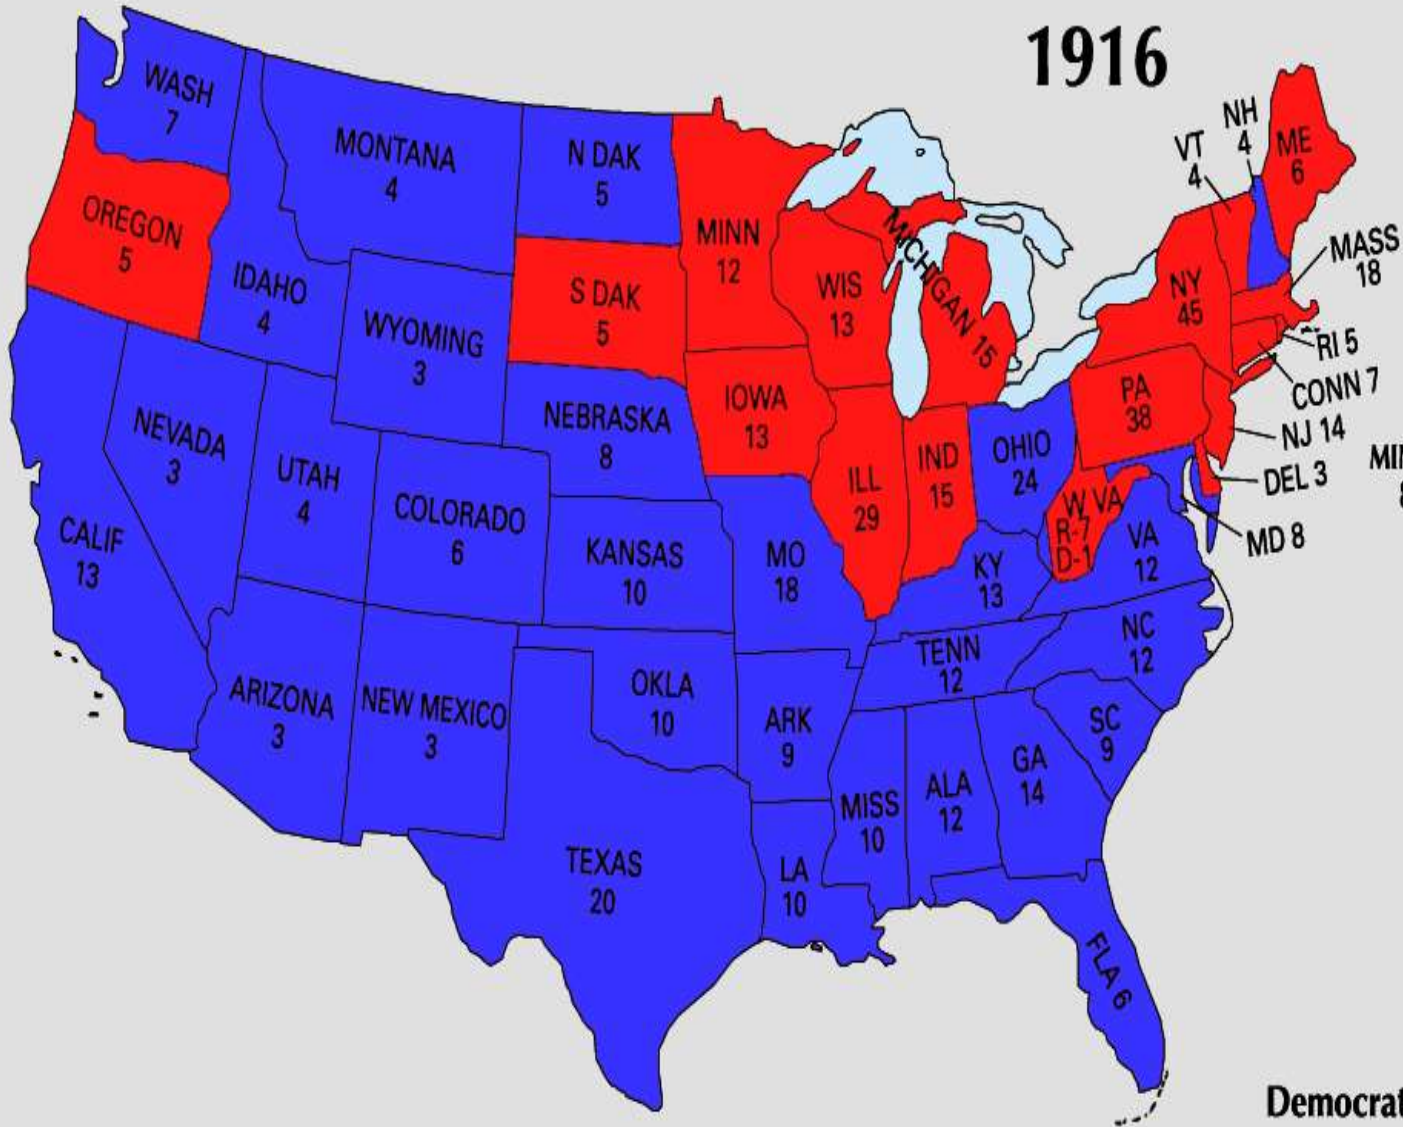 1916
WASH
7
MONTANA
4
N DAK
5
MINN
12
OREGON
5
IDAHO
4
WYOMING
3
S DAK
5
WIS
13
MICHIGAN 15
VT
4
NH
4
ME
6
MASS
18
NY
45
RI 5
CONN 7
NJ 14
DEL 3
MD 8
PA
38
NEVADA
3
UTAH
4
COLORADO
6
NEBRASKA
8
IOWA
13
ILL
29
IND
15
OHIO
24
W VA
R-7
D-1
VA
12
CALIF
13
KANSAS
10
MO
18
KY
13
NC
12
TENN
12
ARIZONA
3
NEW MEXICO
3
OKLA
10
ARK
9
SC
9
TEXAS
20
LA
10
MISS
10
ALA
12
GA
14
FLA 6
Democrat